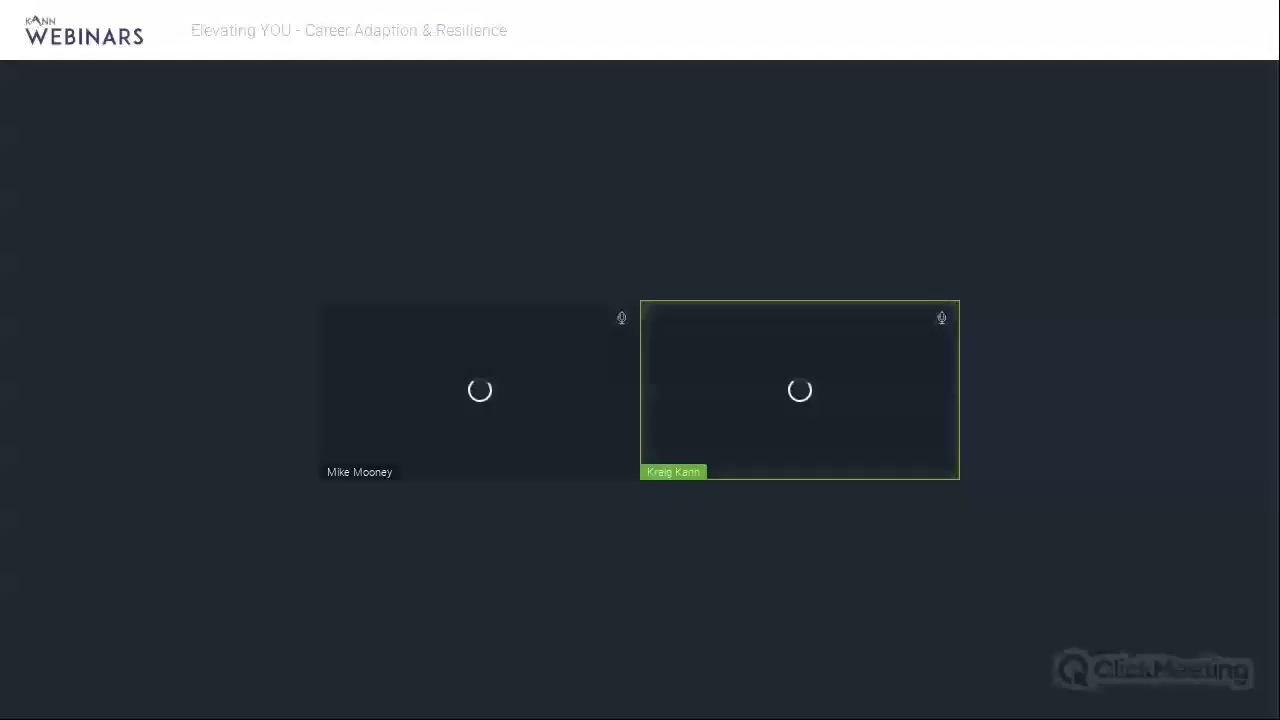 KANN
WEBINARS
Elevating YOU - Career Adaption & Resilience
Mike Mooney
Kreig Kann
ClickMeeting